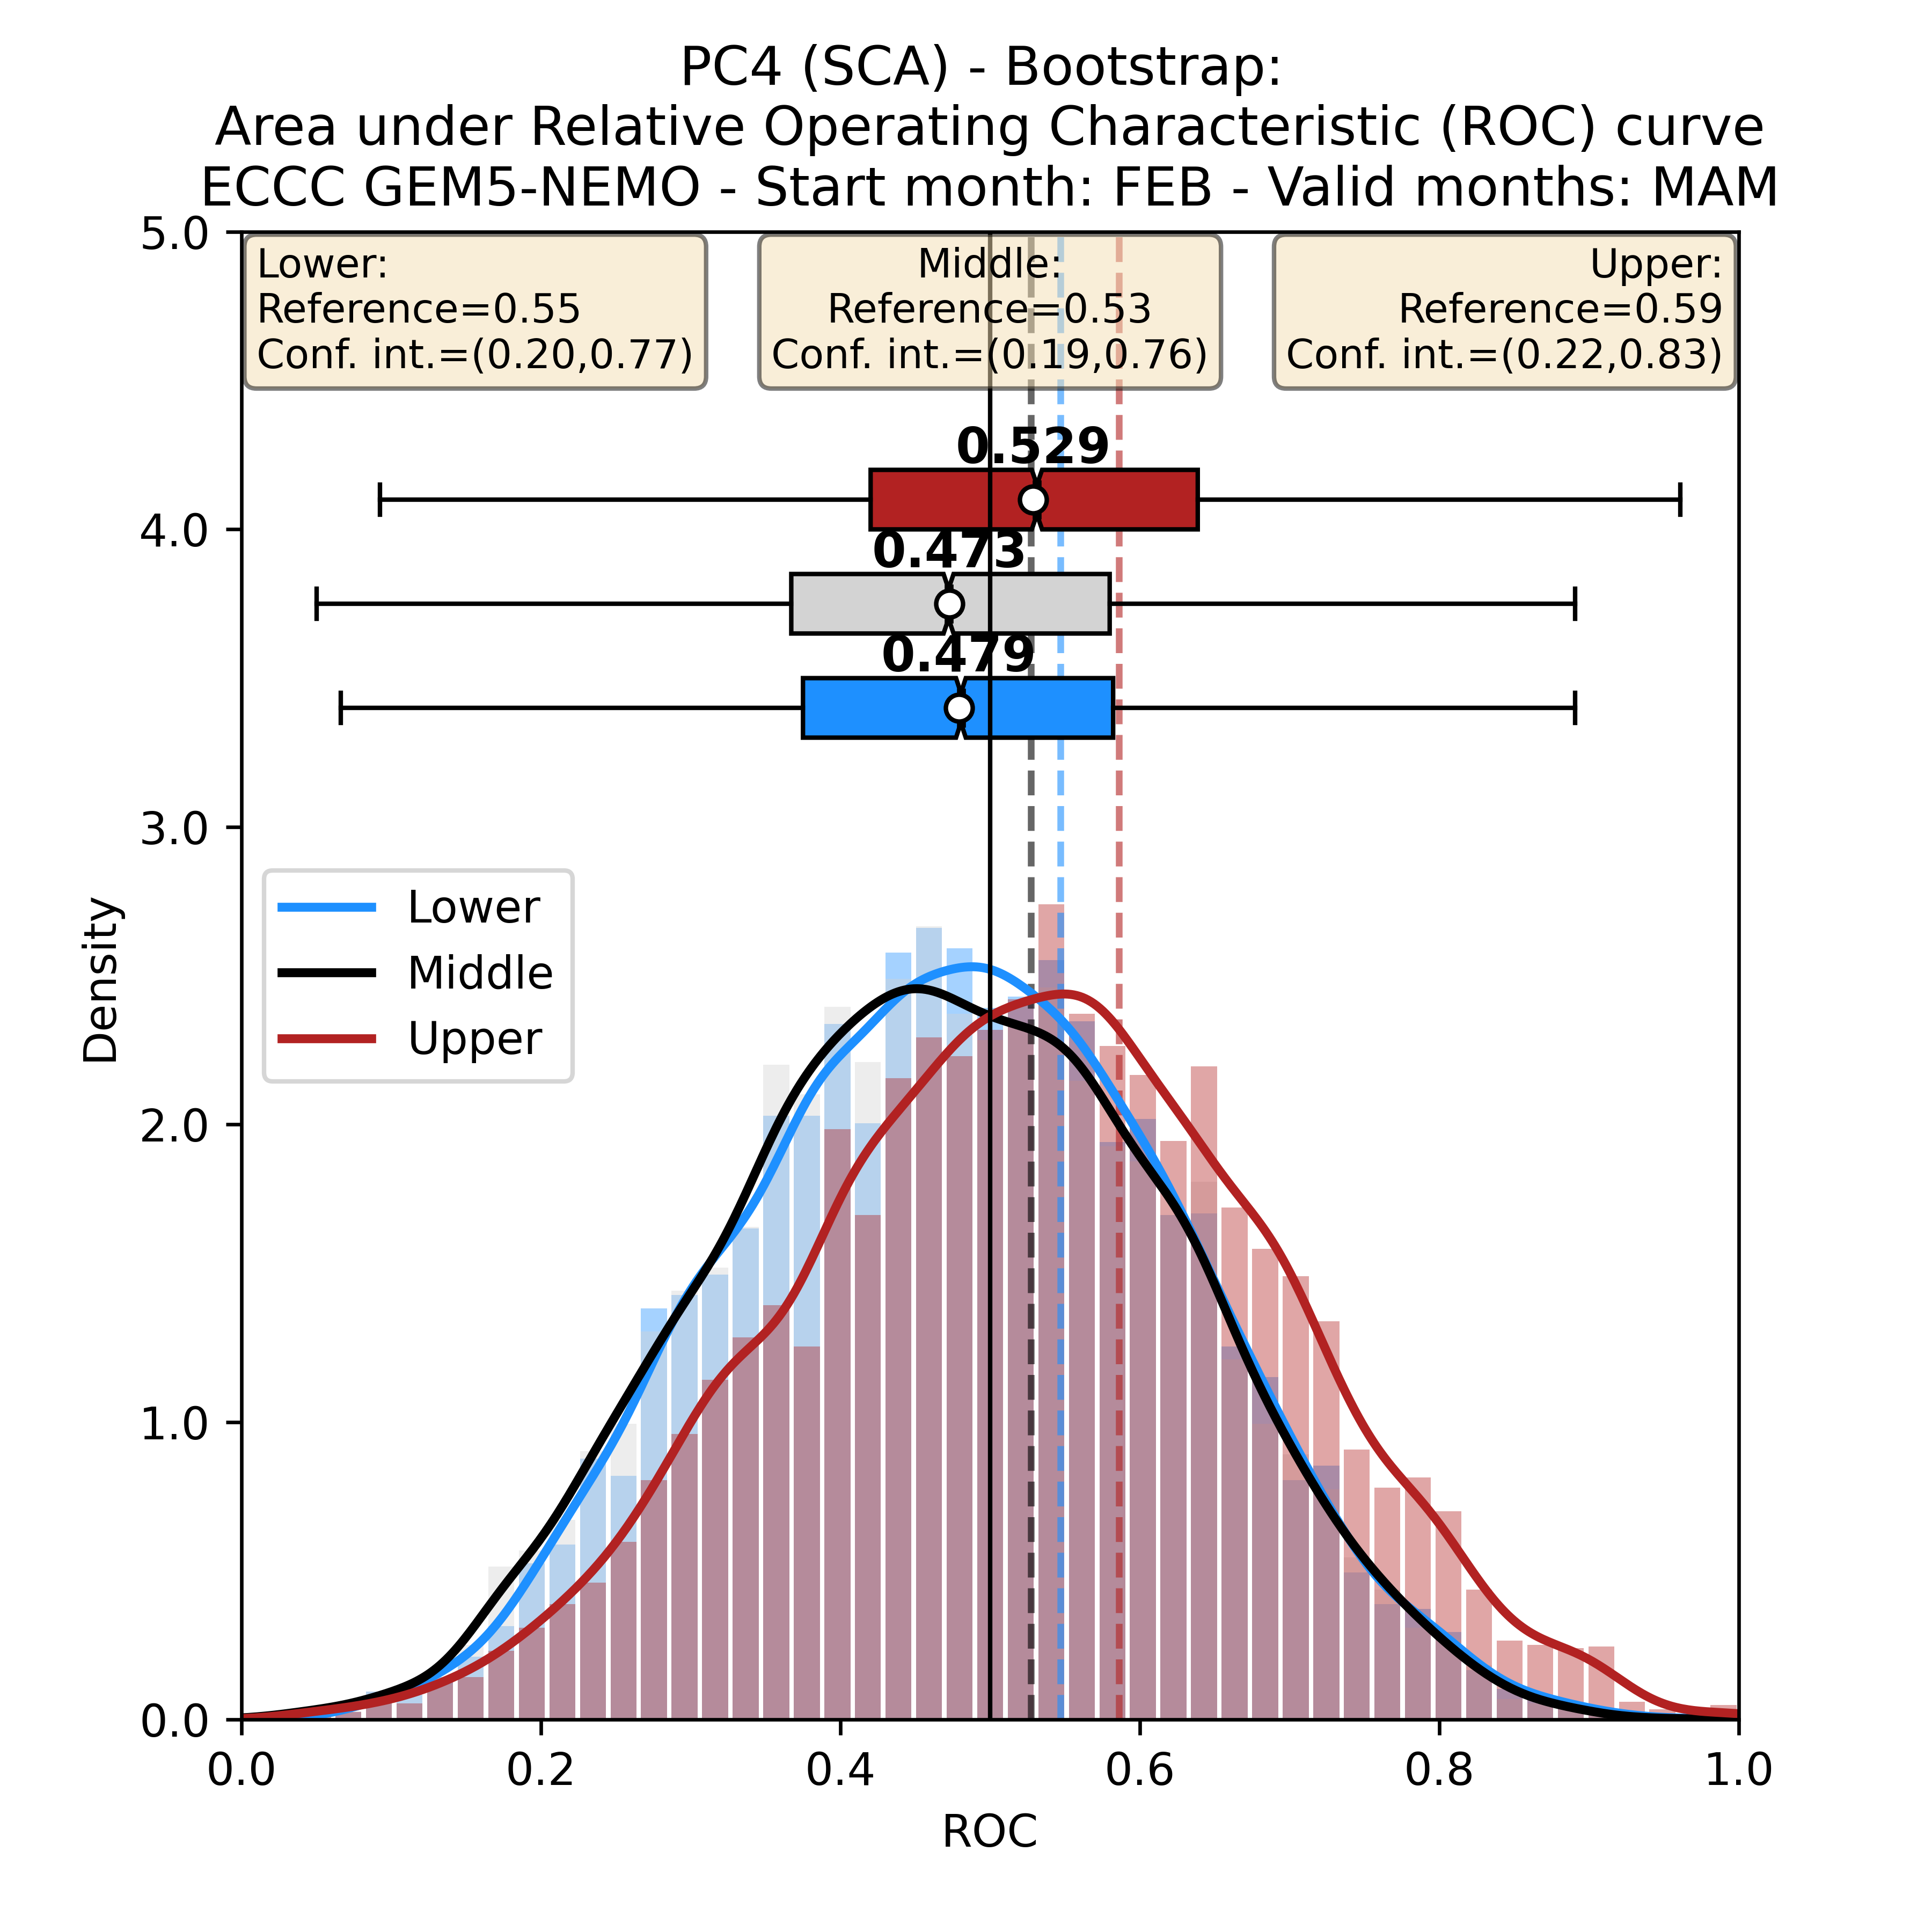 PC4 (SCA) - Bootstrap:
Area under Relative Operating Characteristic (ROC) curve
ECCC GEM5-NEMO - Start month: FEB - Valid months: MAM
Lower:
Reference=0.55
Conf. int.=(0.20,0.77)
Middle:
Reference=0.53
Conf. int.=(0.19,0.76)
Upper:
Reference=0.59
Conf. int.=(0.22,0.83)
0.529
0.473
0.479
Lower
Middle
Upper
Density
5.0
4.0
3.0
2.0
1.0
0.0
0.0 0.2 0.4 0.6 0.8 1.0
ROC